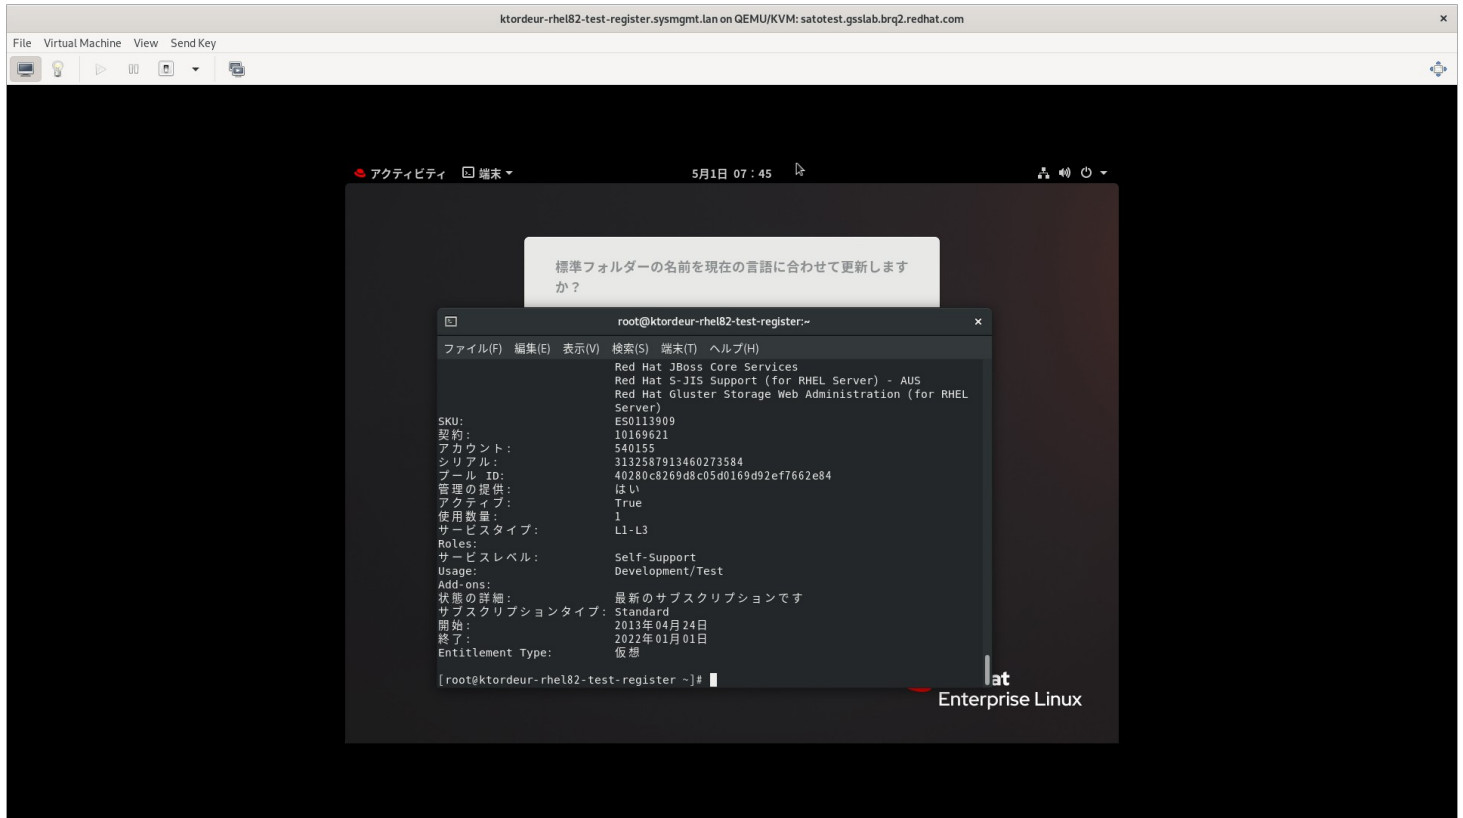 ktordeur-rhel82-test-register.sysmgmt.lan on QEMU/KVM: satotest.gsslab.brq2.redhat.com
File Virtual Machine View Send Key
アクティビティ 端末 5月1日 07：45
標準フォルダーの名前を現在の言語に合わせて更新します
か？
root@ktordeur-rhel82-test-register:~
ファイル(F) 編集(E) 表示(V) 検索(S) 端末(T) ヘルプ(H)
Red Hat JBoss Core Services
Red Hat S-JIS Support (for RHEL Server) - AUS
Red Hat Gluster Storage Web Administration (for RHEL
Server)
SKU: ES0113909
契約: 10169621
アカウント: 540155
シリアル: 3132587913460273584
プール ID: 40280c8269d8c05d0169d92ef7662e84
管理の提供: はい
アクティブ: True
使用数量: 1
サービスタイプ: L1-L3
Roles:
サービスレベル: Self-Support
Usage: Development/Test
Add-ons:
状態の詳細: 最新のサブスクリプションです
サブスクリプションタイプ: Standard
開始: 2013年04月24日
終了: 2022年01月01日
Entitlement Type: 仮想
[root@ktordeur-rhel82-test-register ~]#
at
Enterprise Linux